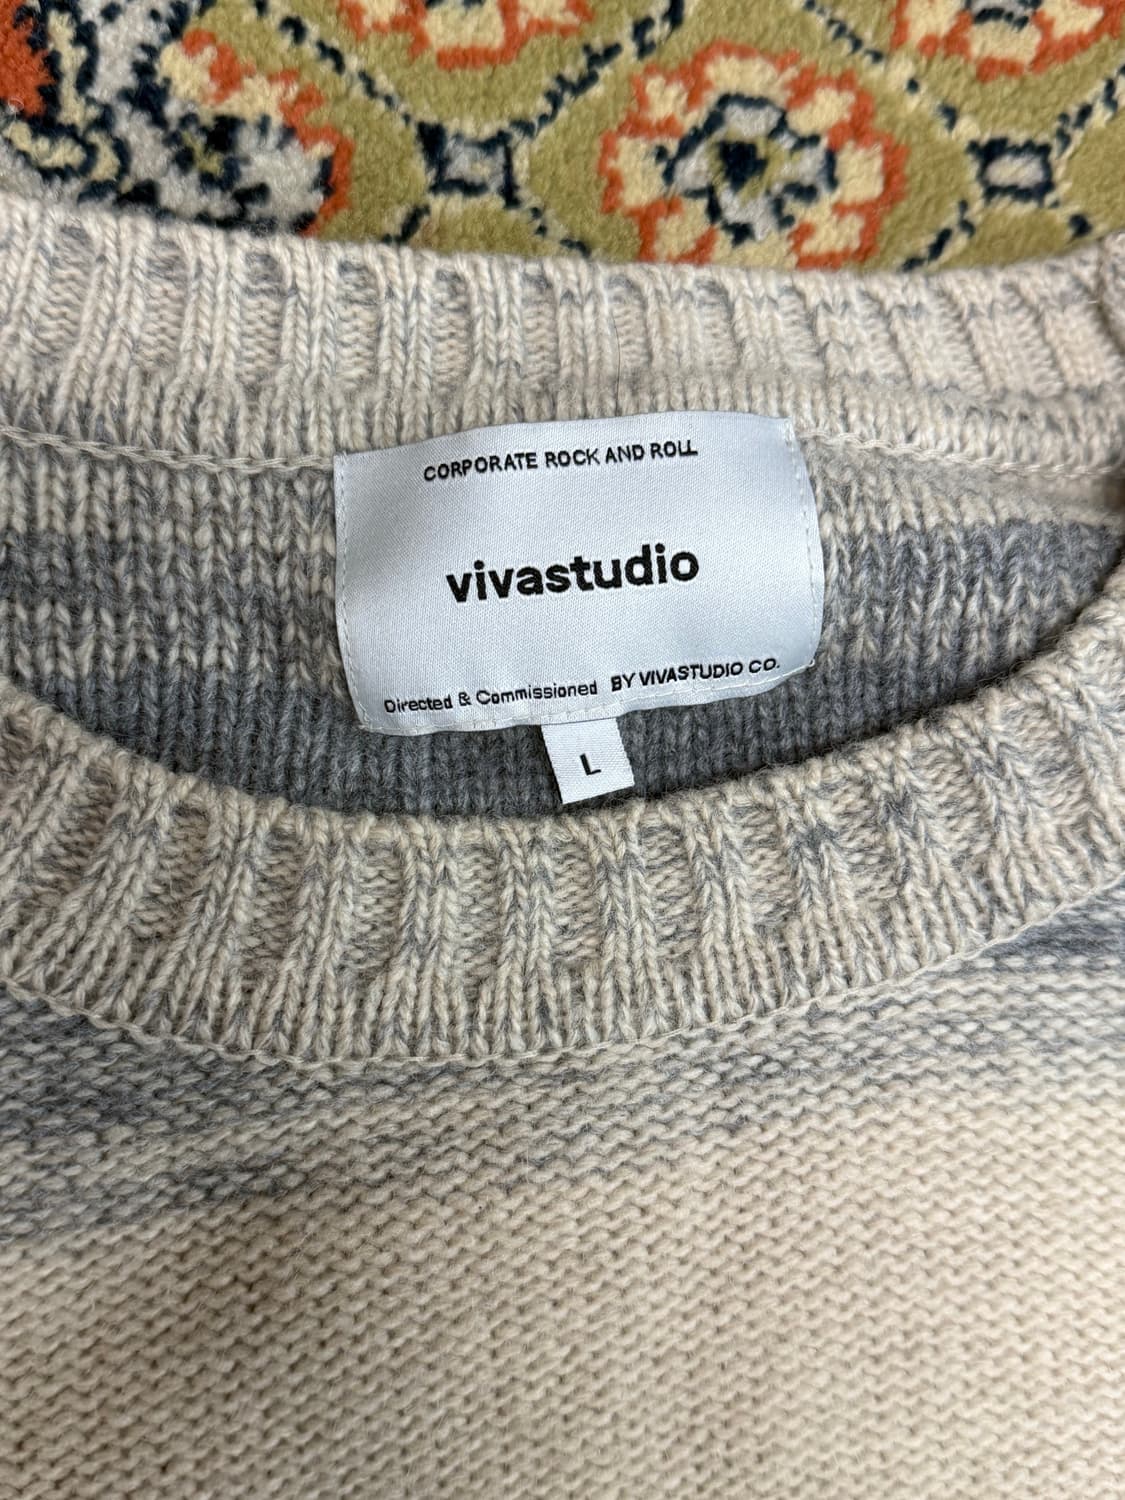 CORPORATE ROCK AND ROLL
vivastudio
Directed & Commissioned BY VIVASTUDIO CO.
L